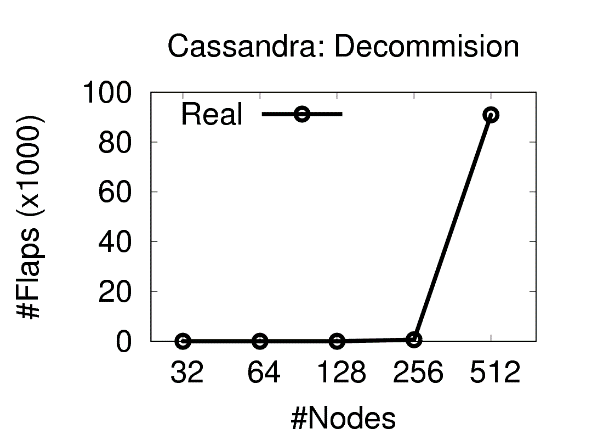 Cassandra: Decommision
#Flaps (x1000)
100
80
60
40
20
0
Real
32 64 128 256 512
#Nodes